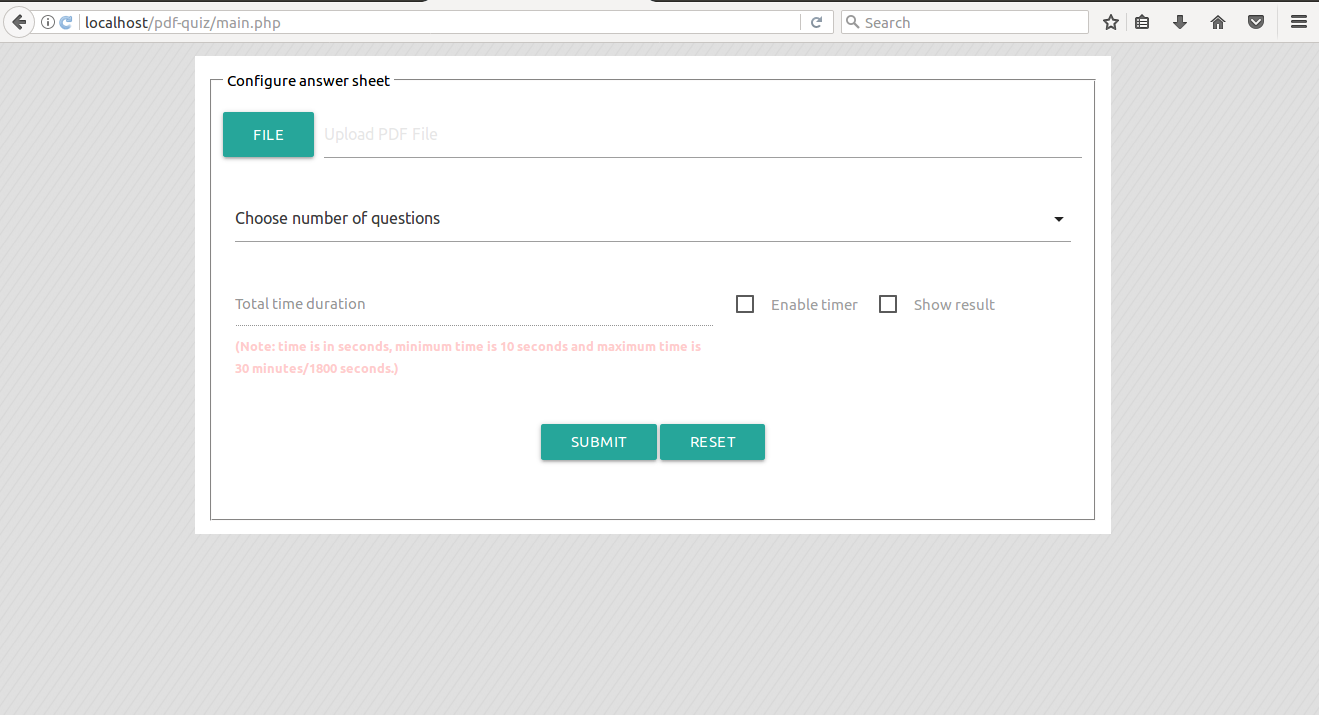 localhost/pdf-quiz/main.php
Search
Configure answer sheet
FILE
Upload PDF File
Choose number of questions
Total time duration
Enable timer
Show result
(Note: time is in seconds, minimum time is 10 seconds and maximum time is
30 minutes/1800 seconds.)
SUBMIT
RESET